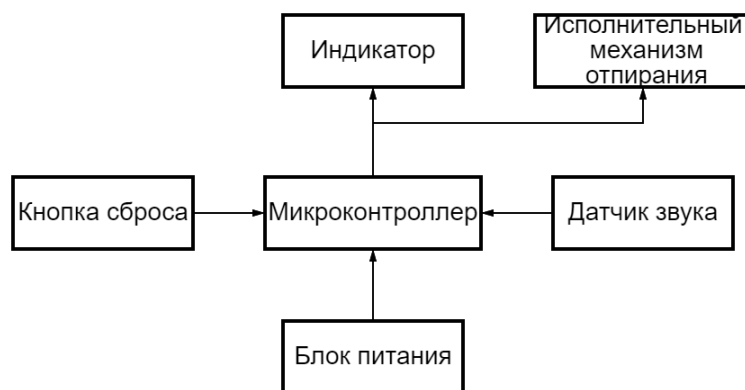 Индикатор
Исполнительный
механизм
отпирания
Кнопка сброса
Микроконтроллер
Датчик звука
Блок питания